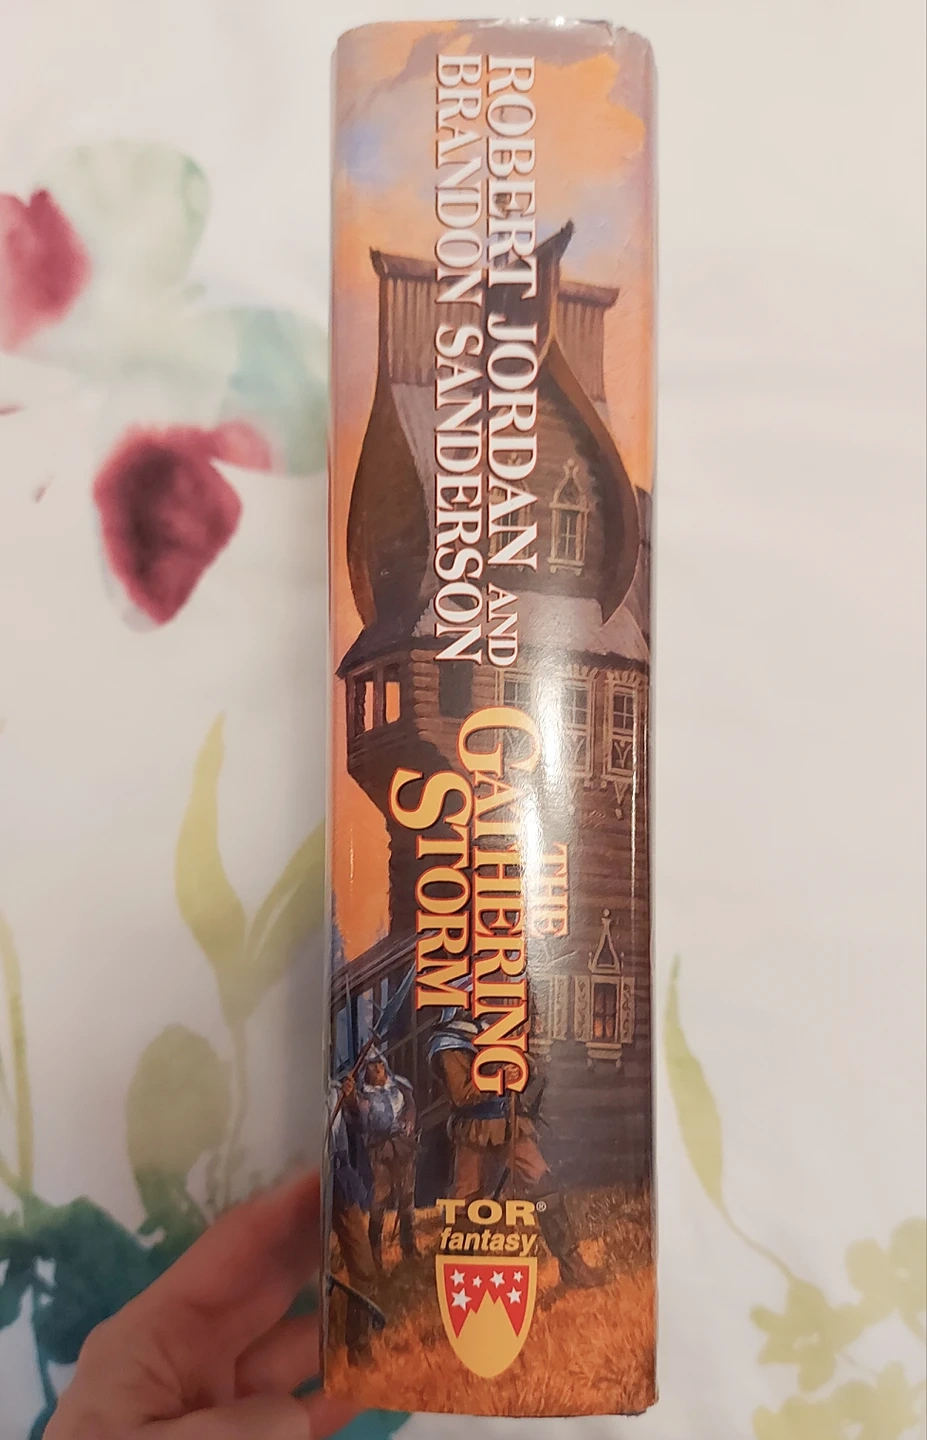 ROBERT JORDAN AND
BRANDON SANDERSON
THE
GATHERING
STORM
TOR®
fantasy